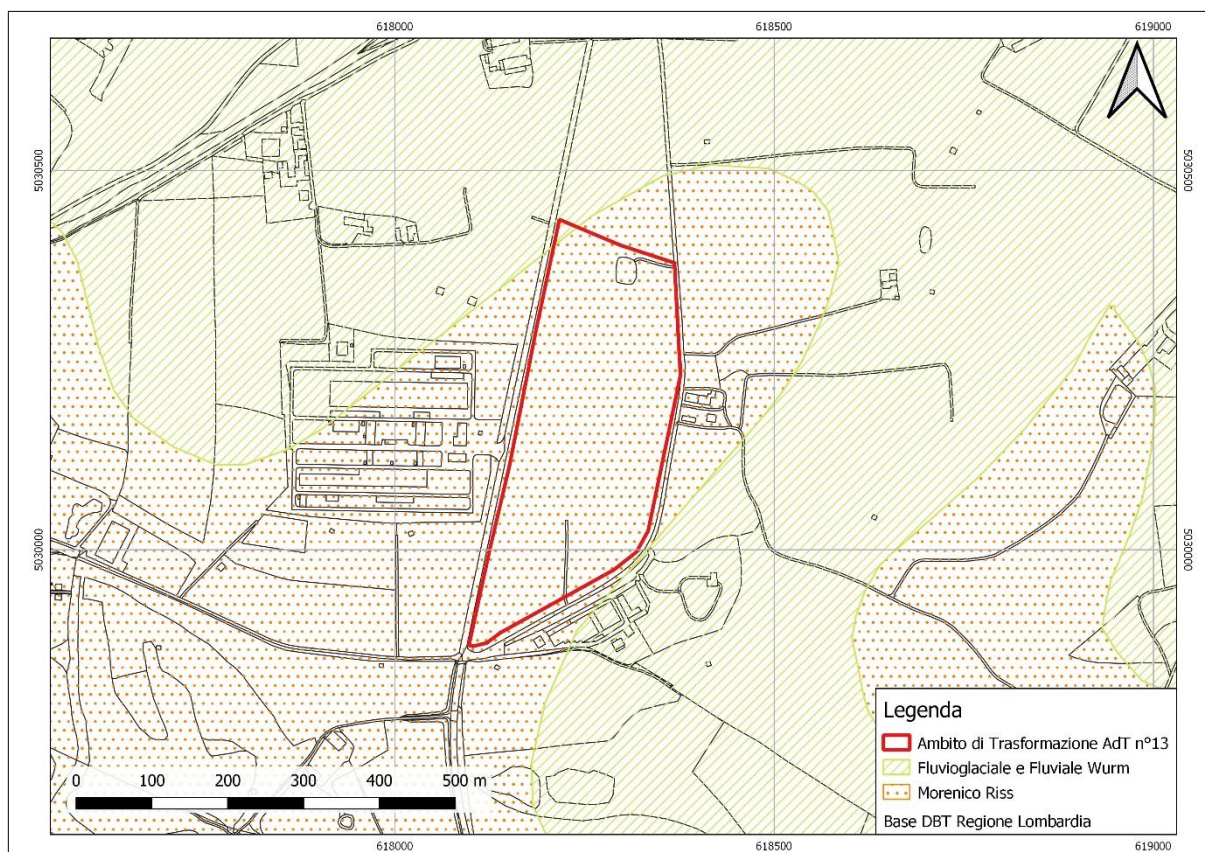 618000 618500 619000
5030500 5030500
5030000 5030000
Legenda
Ambito di Trasformazione AdT n°13
Fluvioglaciale e Fluviale Wurm
Morenico Riss
Base DBT Regione Lombardia
0 100 200 300 400 500 m
618000 618500 619000